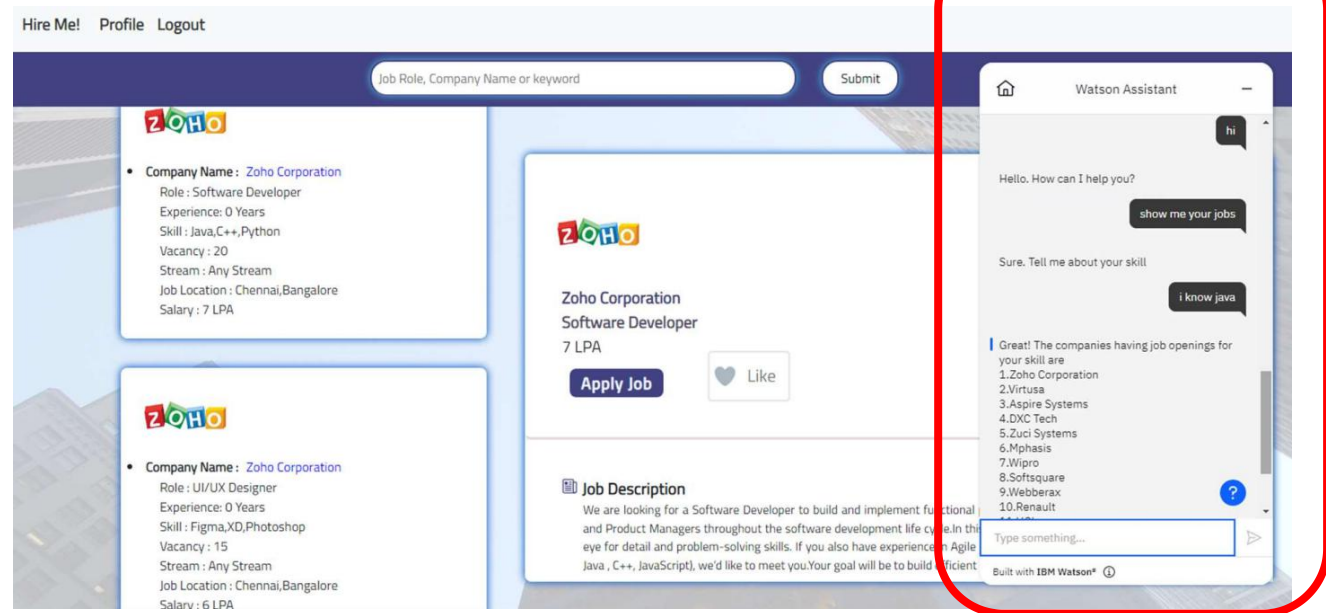 Hire Me! Profile Logout
Job Role, Company Name or keyword
Submit
ZOHO
Company Name : Zoho Corporation
Role : Software Developer
Experience: 0 Years
Skill : Java,C++,Python
Vacancy : 20
Stream : Any Stream
Job Location : Chennai,Bangalore
Salary : 7 LPA
ZOHO
Company Name : Zoho Corporation
Role : UI/UX Designer
Experience: 0 Years
Skill : Figma,XD,Photoshop
Vacancy : 15
Stream : Any Stream
Job Location : Chennai,Bangalore
Salary : 6 LPA
ZOHO
Zoho Corporation
Software Developer
7 LPA
Apply Job
Like
Job Description
We are looking for a Software Developer to build and implement functional
and Product Managers throughout the software development life cycle.In this
eye for detail and problem-solving skills. If you also have experience in Agile
Java , C++, JavaScript), we'd like to meet you.Your goal will be to build efficient
Watson Assistant
hi
Hello. How can I help you?
show me your jobs
Sure. Tell me about your skill
i know java
Great! The companies having job openings for
your skill are
1.Zoho Corporation
2.Virtusa
3.Aspire Systems
4.DXC Tech
5.Zuci Systems
6.Mphasis
7.Wipro
8.Softsquare
9.Webberax
10.Renault
?
Type something...
Built with IBM Watson®